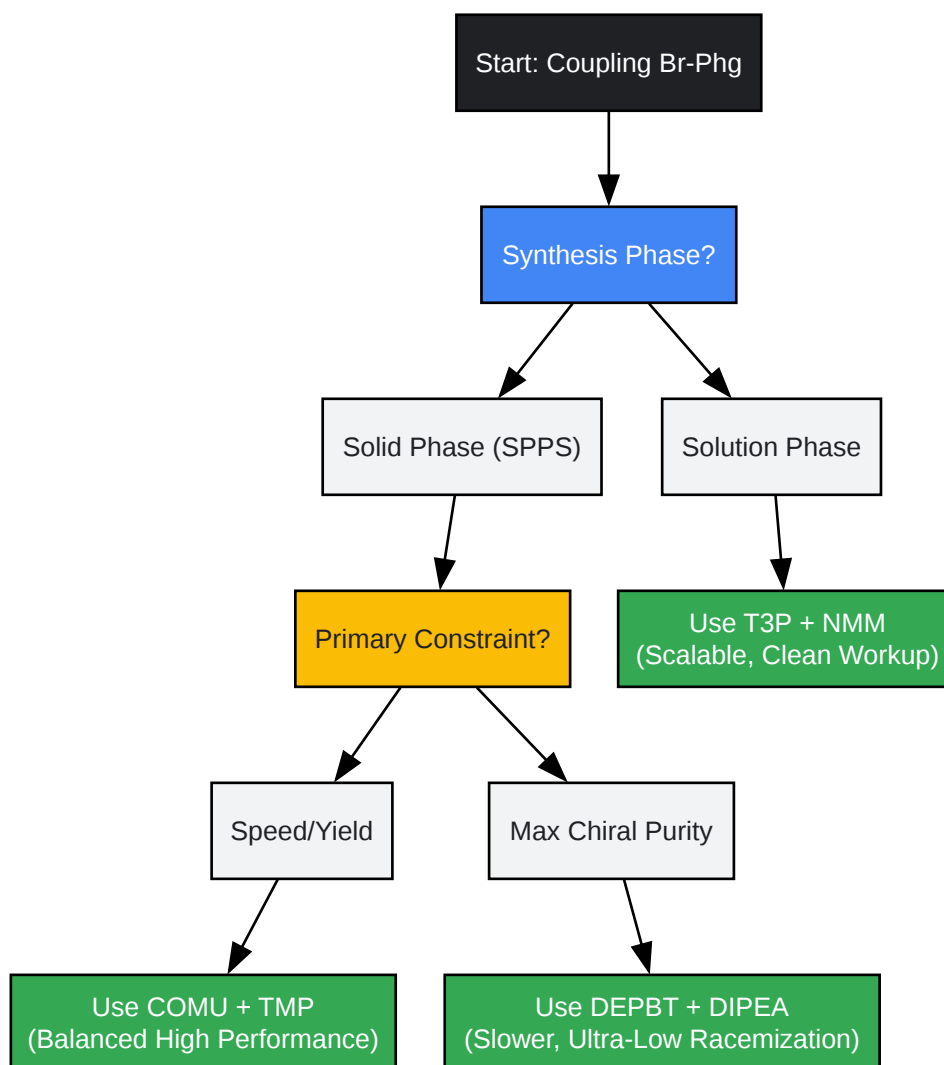 Start: Coupling Br-Phg
Synthesis Phase?
Solid Phase (SPPS)
Solution Phase
Primary Constraint?
Use T3P + NMM
(Scalable, Clean Workup)
Speed/Yield
Max Chiral Purity
Use COMU + TMP
(Balanced High Performance)
Use DEPBT + DIPEA
(Slower, Ultra-Low Racemization)